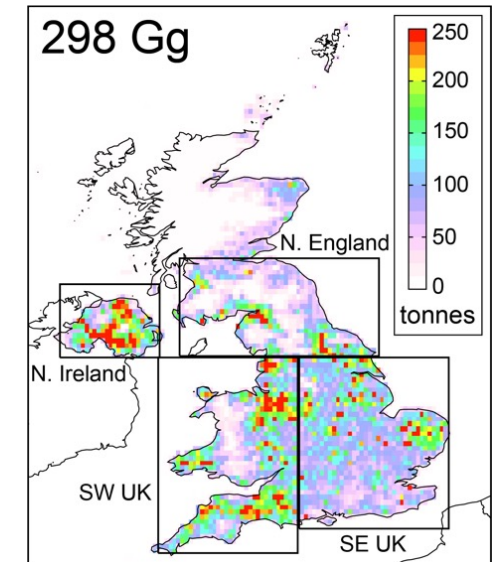 298 Gg
250
200
150
100
50
0
tonnes
N. England
N. Ireland
SW UK
SE UK